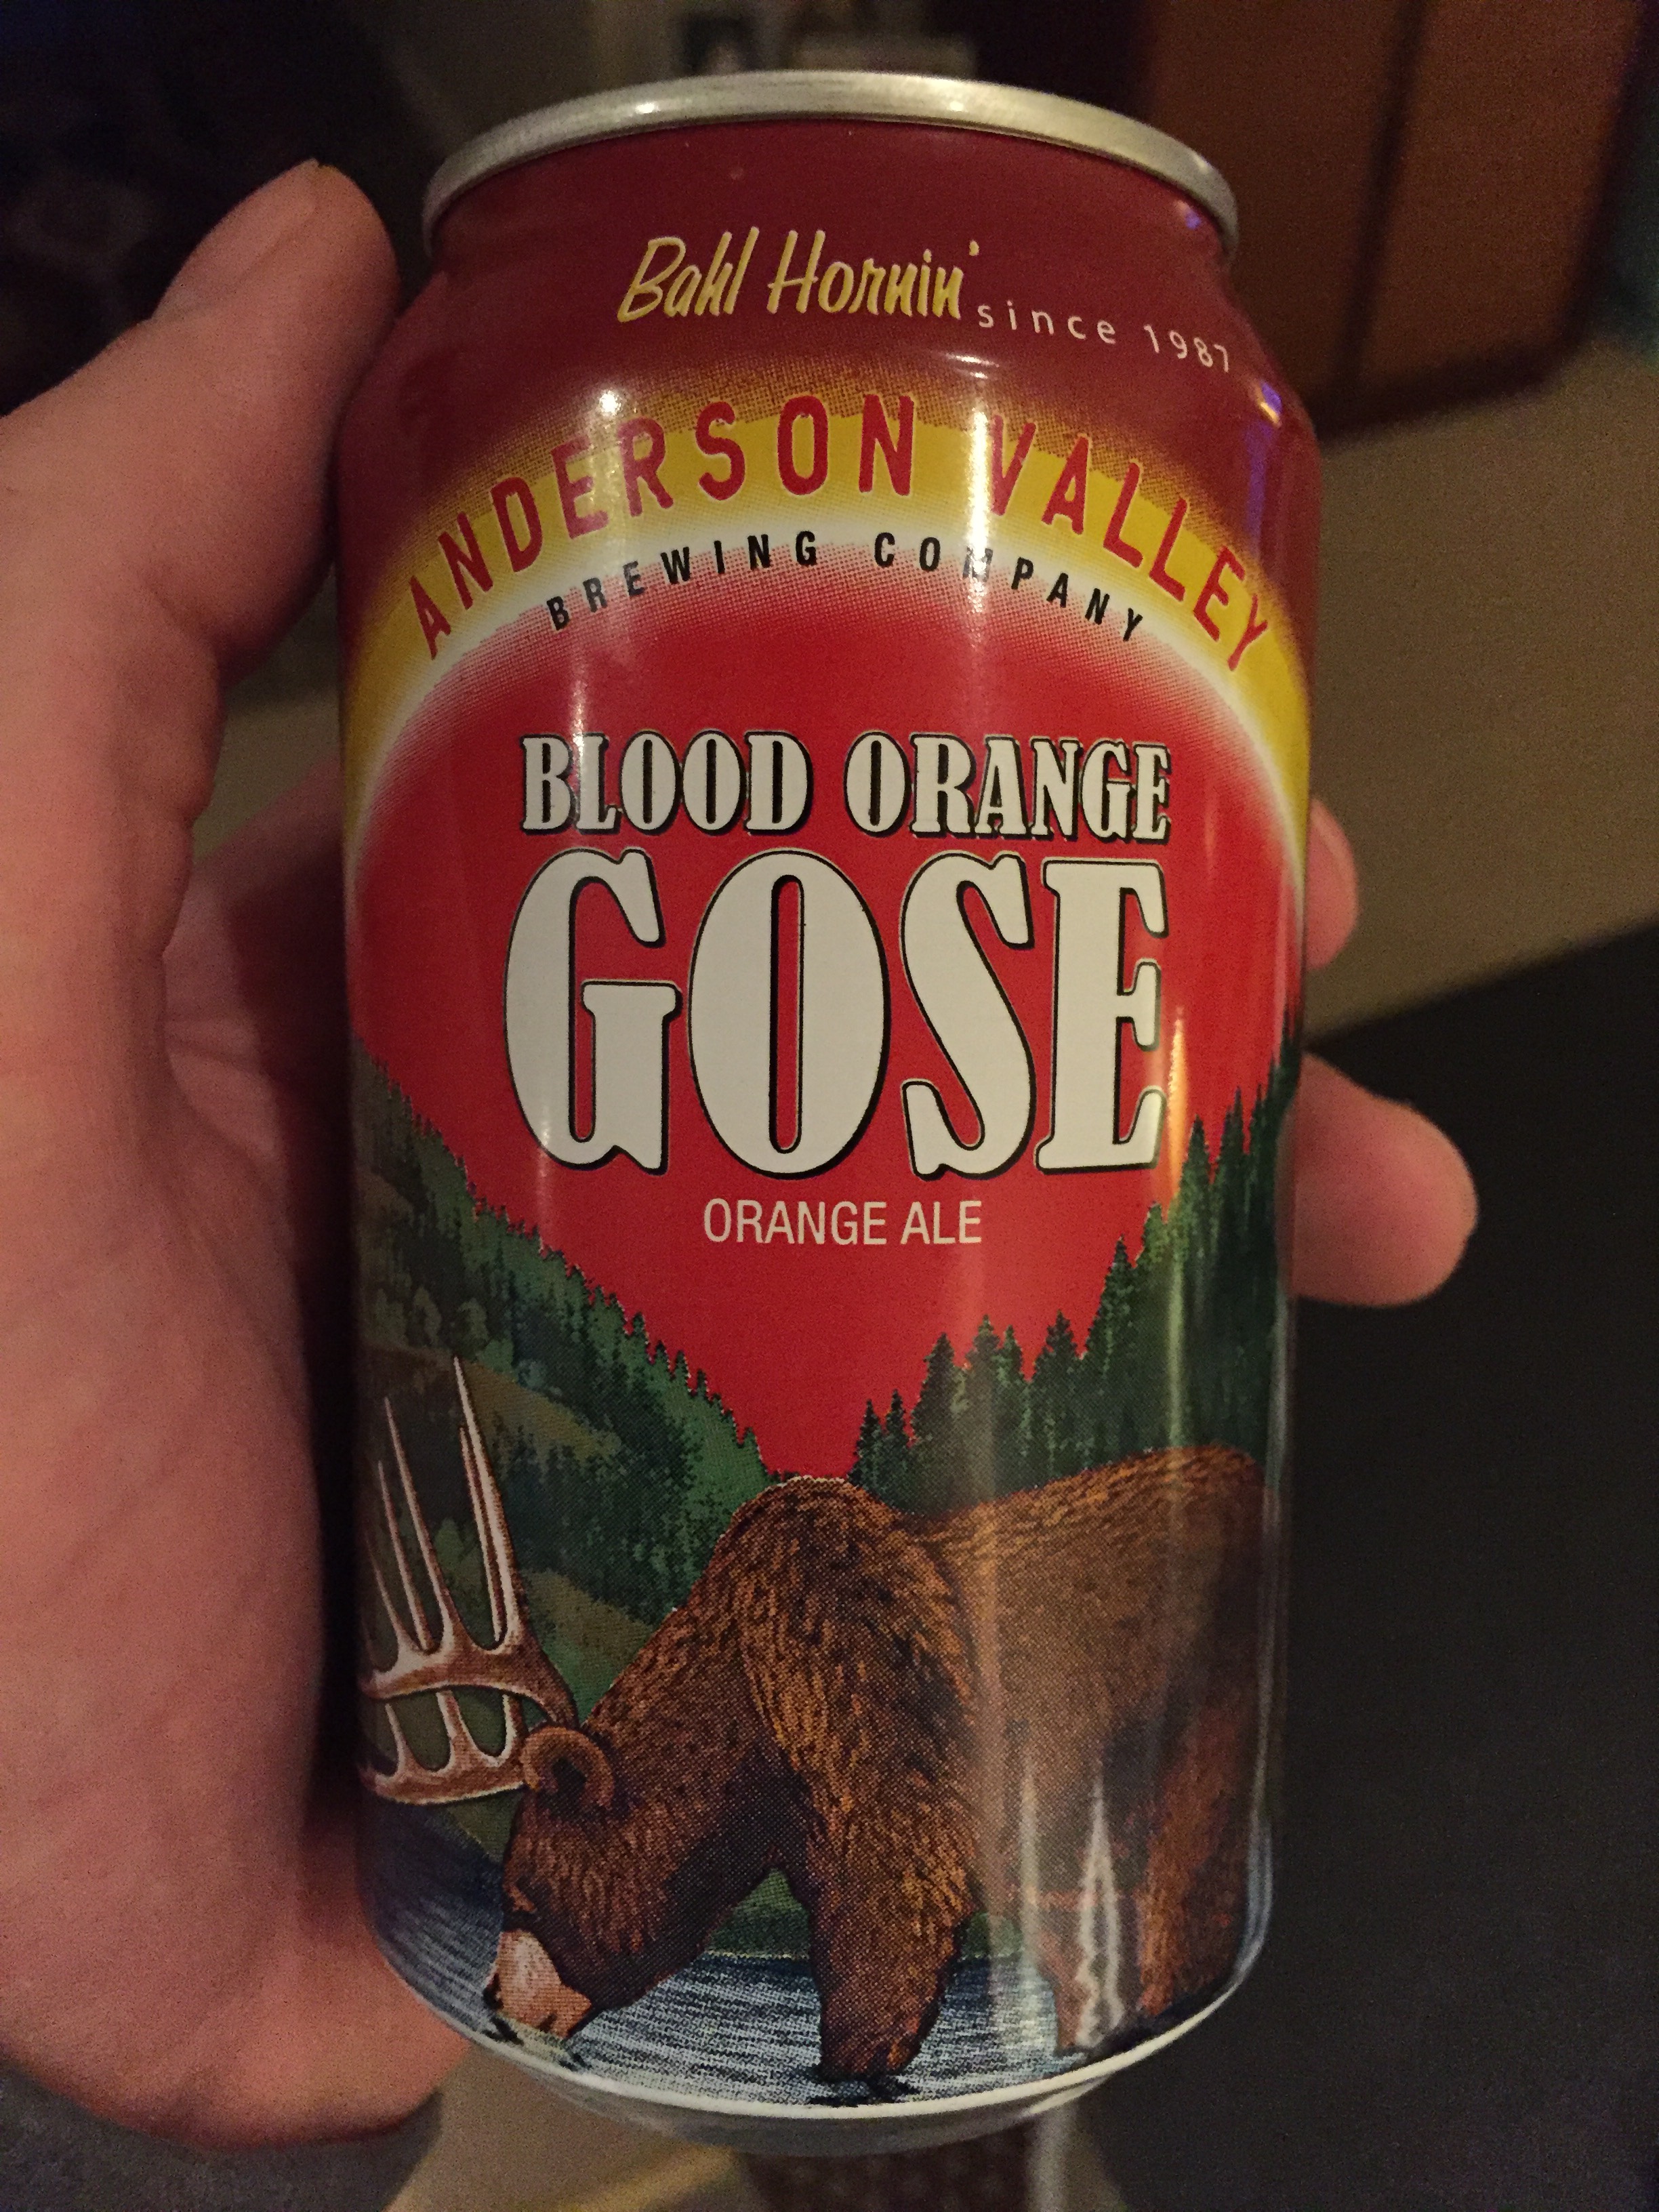 Bahl Hornin' since 1987
ANDERSON VALLEY
BREWING COMPANY
BLOOD ORANGE
GOSE
ORANGE ALE